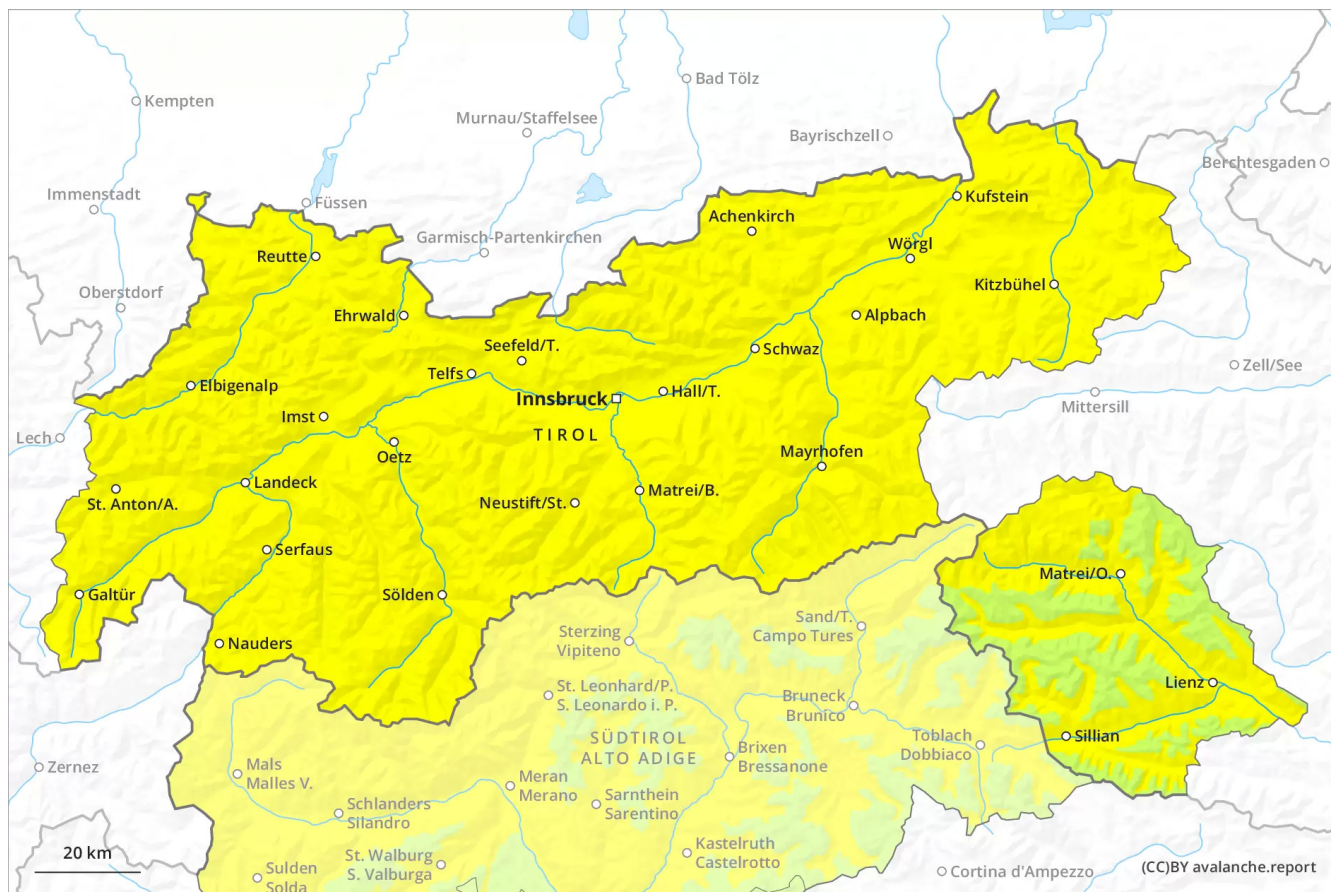 Kempten
Bad Tölz
Murnau/Staffelsee
Bayrischzell
Berchtesgaden
Immenstadt
Füssen
Kufstein
Achenkirch
Garmisch-Partenkirchen
Wörgl
Reutte
Oberstdorf
Kitzbühel
Ehrwald
Alpbach
Seefeld/T.
Schwaz
Zell/See
Telfs
Elbigenalp
Innsbruck
Hall/T.
Mittersill
Imst
Lech
TIROL
Oetz
Mayrhofen
Landeck
St. Anton/A.
Neustift/St.
Matrei/B.
Serfaus
Matrei/O.
Galtür
Sölden
Sand/T.
Campo Tures
Sterzing
Vipiteno
Nauders
Lienz
St. Leonhard/P.
S. Leonardo i. P.
Bruneck
Brunico
SÜDTIROL
ALTO ADIGE
Toblach
Dobbiaco
Sillian
Brixen
Bressanone
Zernez
Mals
Malles V.
Meran
Merano
Schlanders
Silandro
Sarnthein
Sarentino
Kastelruth
Castelrotto
20 km
St. Walburg
S. Valburga
Sulden
Solda
Cortina d'Ampezzo
(CC)BY avalanche.report